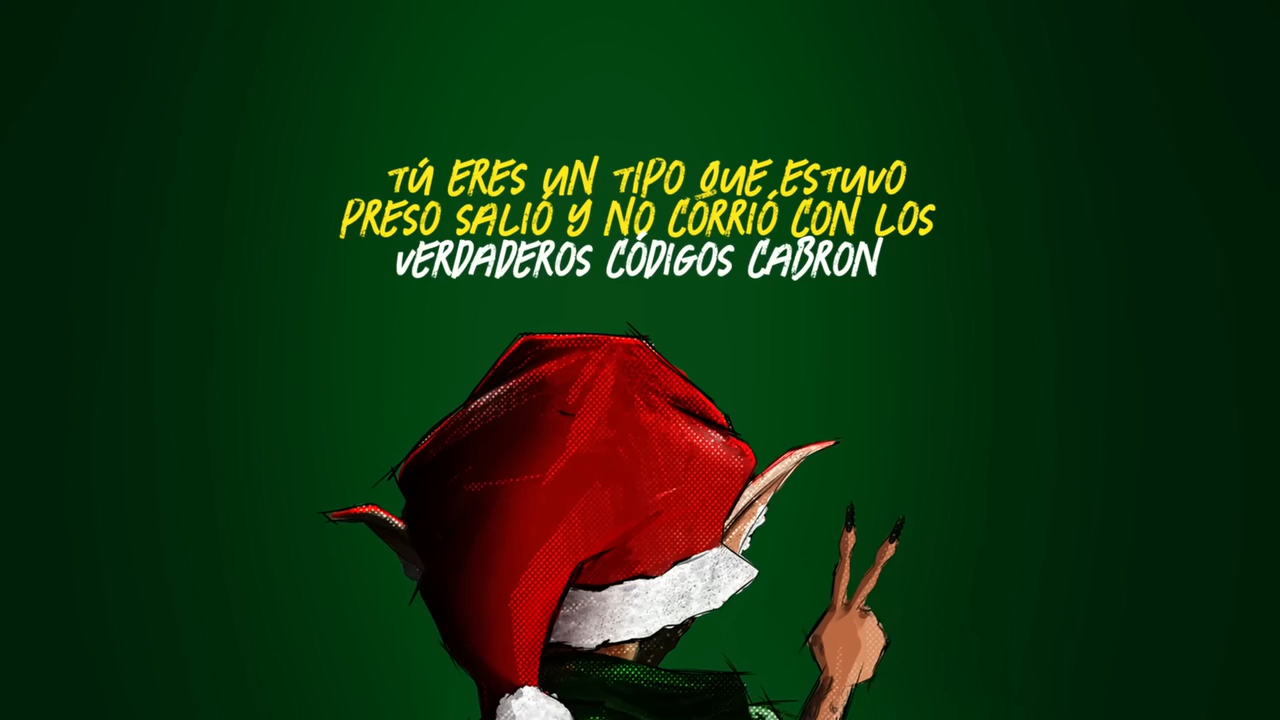 TÚ ERES UN TIPO QUE ESTUVO
PRESO SALIÓ Y NO CORRIÓ CON LOS
VERDADEROS CÓDIGOS CABRON